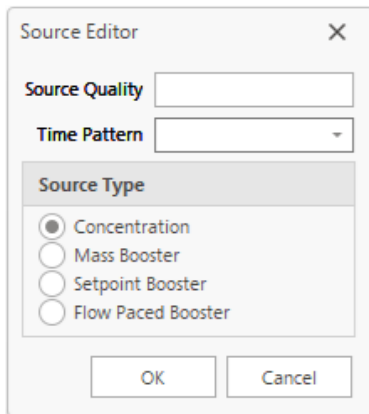 Source Editor
Source Quality
Time Pattern
Source Type
Concentration
Mass Booster
Setpoint Booster
Flow Paced Booster
OK Cancel